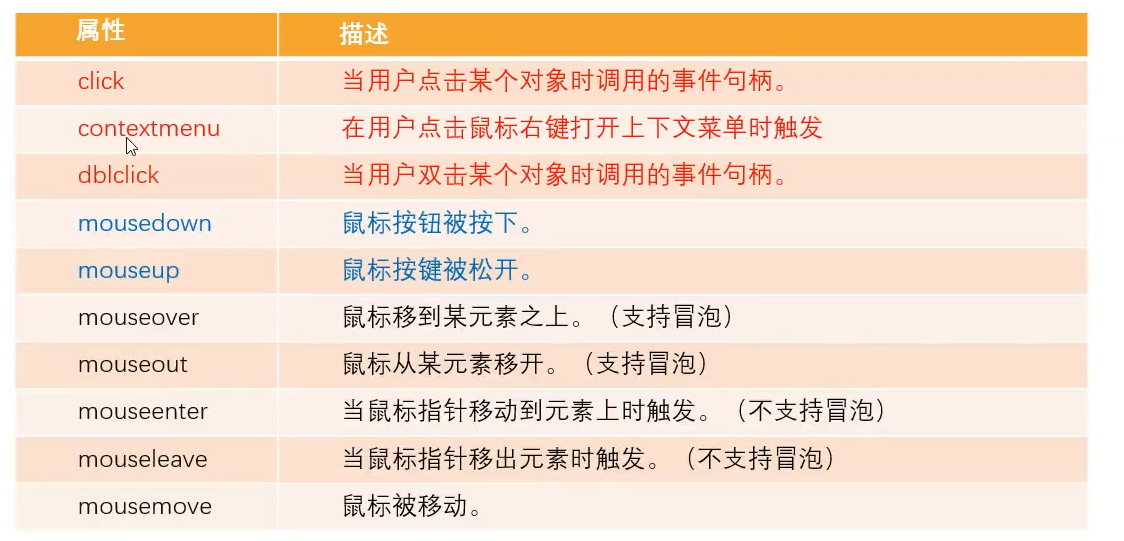 属性 描述
click 当用户点击某个对象时调用的事件句柄。
contextmenu 在用户点击鼠标右键打开上下文菜单时触发
dblclick 当用户双击某个对象时调用的事件句柄。
mousedown 鼠标按钮被按下。
mouseup 鼠标按键被松开。
mouseover 鼠标移到某元素之上。（支持冒泡）
mouseout 鼠标从某元素移开。（支持冒泡）
mouseenter 当鼠标指针移动到元素上时触发。（不支持冒泡）
mouseleave 当鼠标指针移出元素时触发。（不支持冒泡）
mousemove 鼠标被移动。